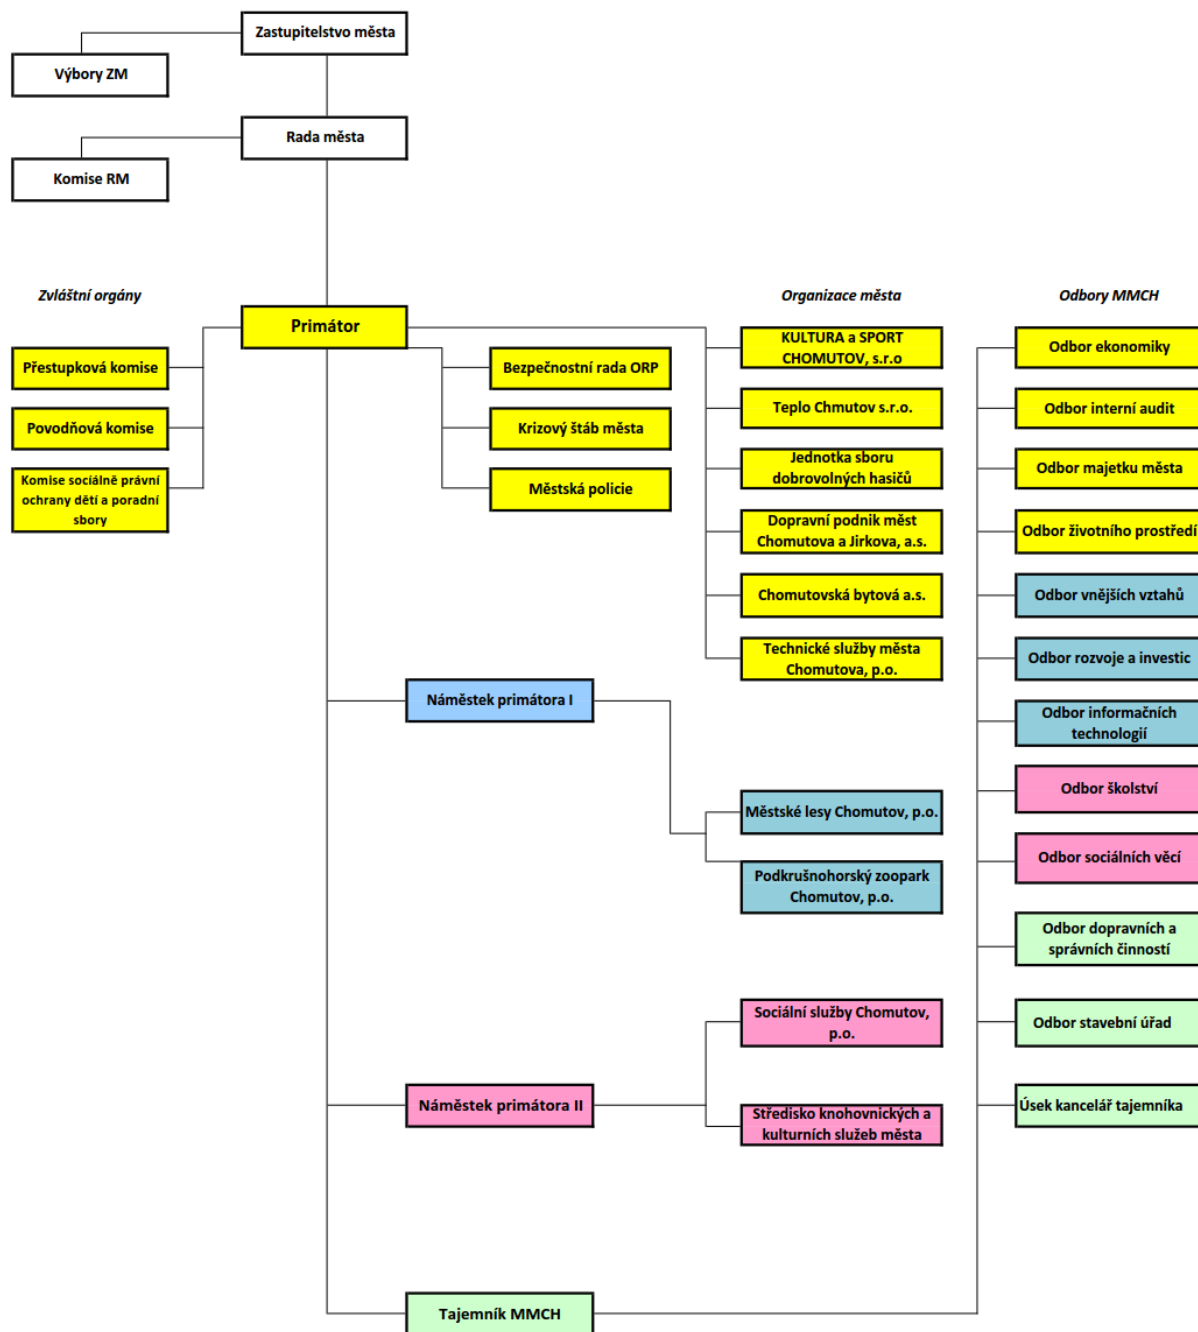 Zastupitelstvo města
Výbory ZM
Rada města
Komise RM
Zvláštní orgány
Organizace města
Odbory MMCH
Primátor
Přestupková komise
Povodňová komise
Komise sociálně právní
ochrany dětí a poradní
sbory
Bezpečnostní rada ORP
Krizový štáb města
Městská policie
KULTURA a SPORT
CHOMUTOV, s.r.o
Teplo Chmutov s.r.o.
Jednotka sboru
dobrovolných hasičů
Dopravní podnik měst
Chomutova a Jirkova, a.s.
Chomutovská bytová a.s.
Technické služby města
Chomutova, p.o.
Odbor ekonomiky
Odbor interní audit
Odbor majetku města
Odbor životního prostředí
Odbor vnějších vztahů
Odbor rozvoje a investic
Odbor informačních
technologií
Odbor školství
Odbor sociálních věcí
Odbor dopravních a
správních činností
Odbor stavební úřad
Úsek kancelář tajemníka
Náměstek primátora I
Městské lesy Chomutov, p.o.
Podkrušnohorský zoopark
Chomutov, p.o.
Náměstek primátora II
Sociální služby Chomutov,
p.o.
Středisko knohovnických a
kulturních služeb města
Tajemník MMCH